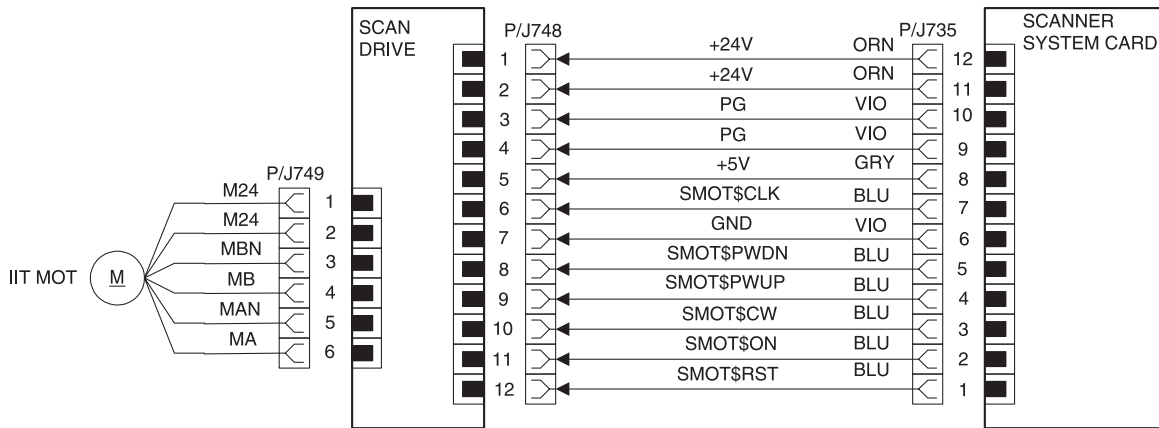 SCAN
DRIVE
P/J748
P/J735
SCANNER
SYSTEM CARD
1 +24V ORN 12
2 +24V ORN 11
3 PG VIO 10
4 PG VIO 9
5 +5V GRY 8
6 SMOT$CLK BLU 7
7 GND VIO 6
8 SMOT$PWDN BLU 5
9 SMOT$PWUP BLU 4
10 SMOT$CW BLU 3
11 SMOT$ON BLU 2
12 SMOT$RST BLU 1
P/J749
M24 1
M24 2
MBN 3
MB 4
MAN 5
MA 6
IIT MOT M